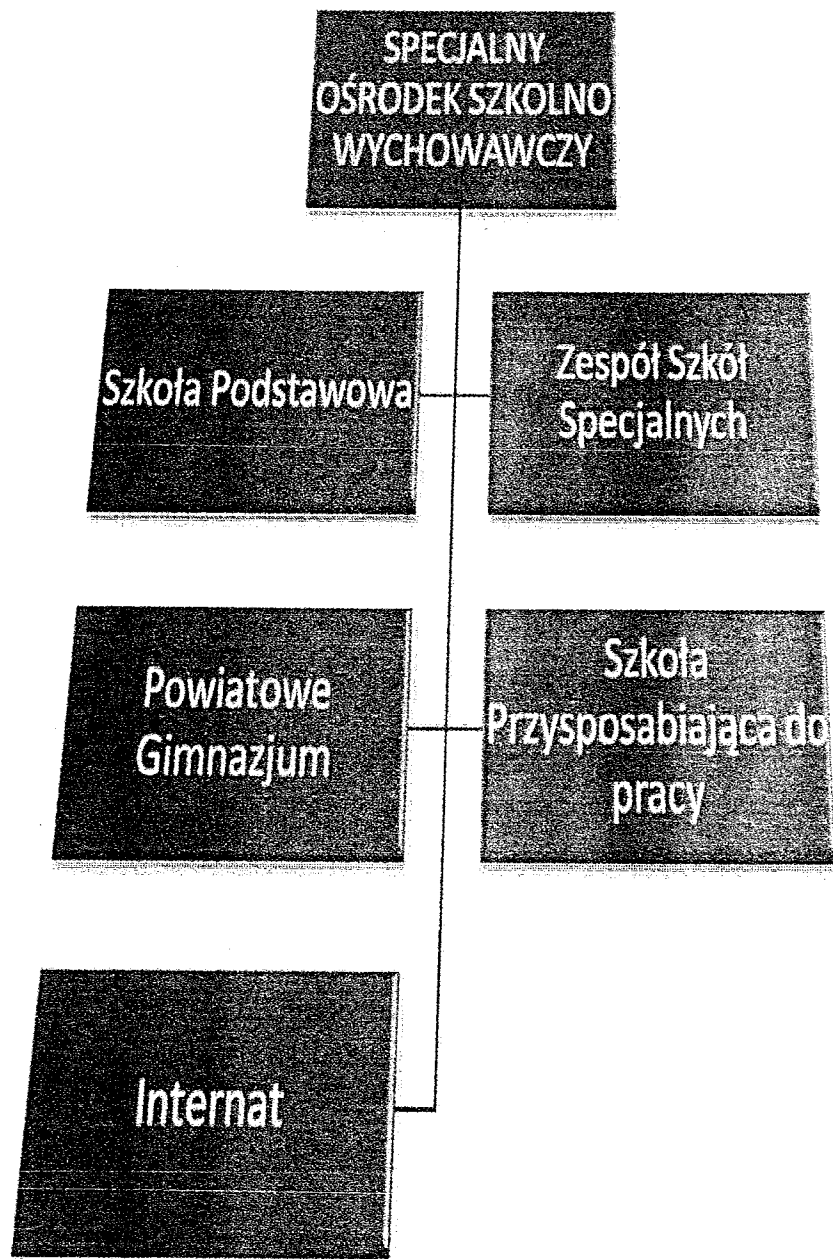 SPECJALNY
OŚRODEK SZKOLNO
WYCHOWAWCZY
Szkoła Podstawowa
Zespół Szkół
Specjalnych
Powiatowe
Gimnazjum
Szkoła
Przysposabiająca do
pracy
Internat